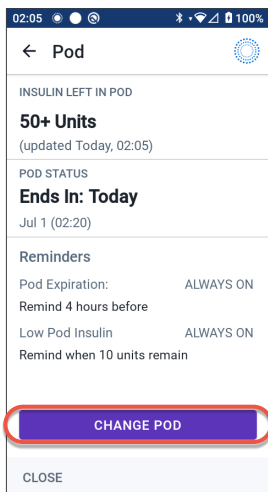 02:05 100%
Pod
INSULIN LEFT IN POD
50+ Units
(updated Today, 02:05)
POD STATUS
Ends In: Today
Jul 1 (02:20)
Reminders
Pod Expiration: ALWAYS ON
Remind 4 hours before
Low Pod Insulin ALWAYS ON
Remind when 10 units remain
CHANGE POD
CLOSE